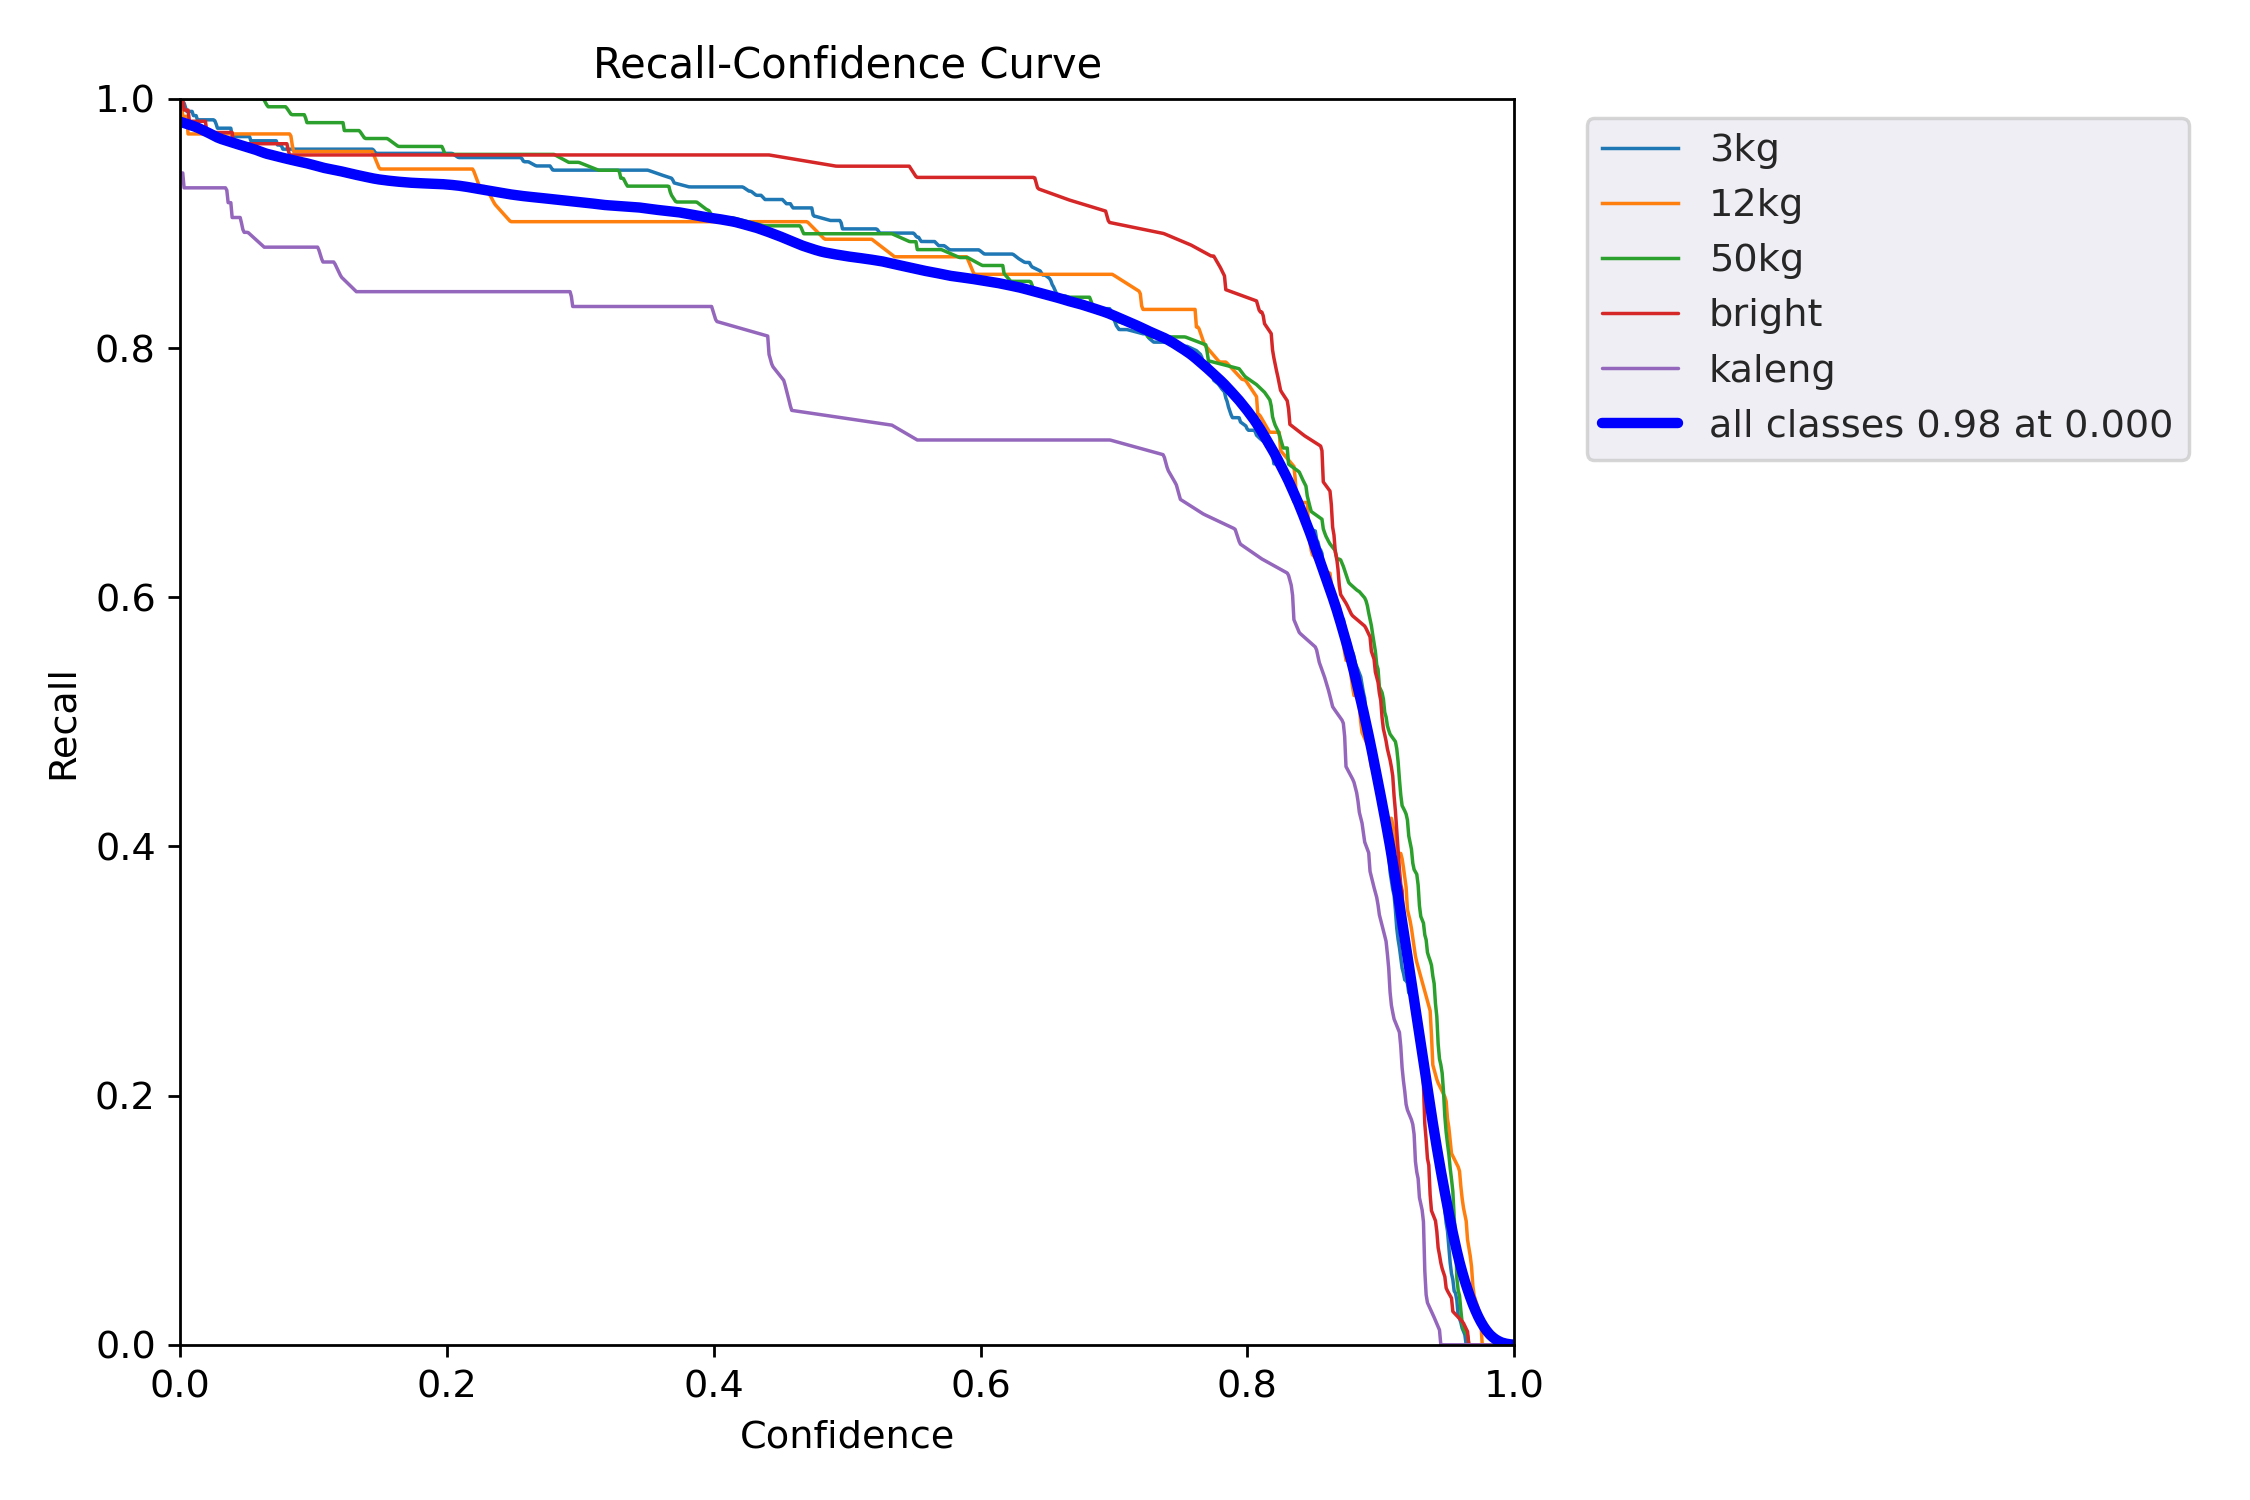 Recall-Confidence Curve
1.0
0.8
0.6
0.4
0.2
0.0
Recall
0.0 0.2 0.4 0.6 0.8 1.0
Confidence
3kg
12kg
50kg
bright
kaleng
all classes 0.98 at 0.000